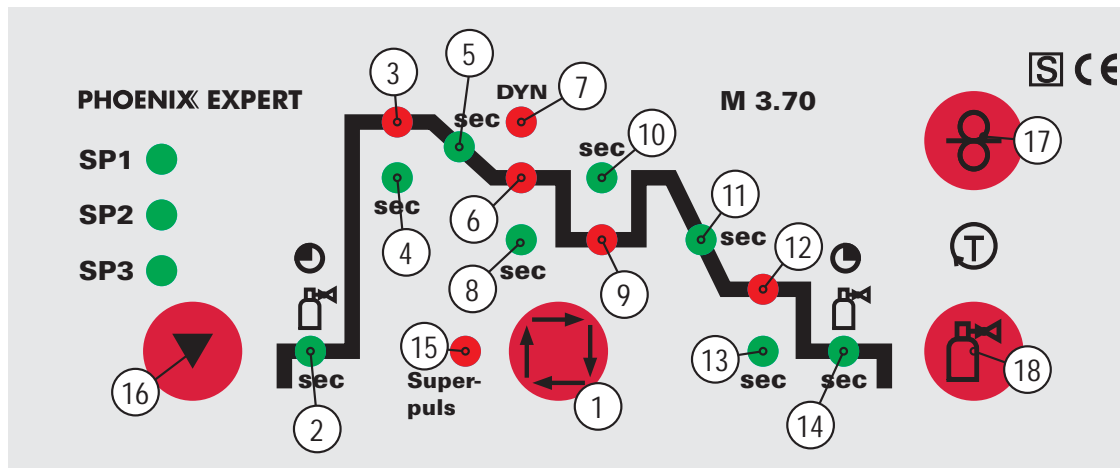 PHOENIX EXPERT
M 3.70
S CE
SP1
SP2
SP3
3
5
7
DYN
sec
4
sec
6
8
sec
10
sec
9
11
sec
12
17
T
2
sec
15
Super-
puls
1
13
sec
14
sec
16
18